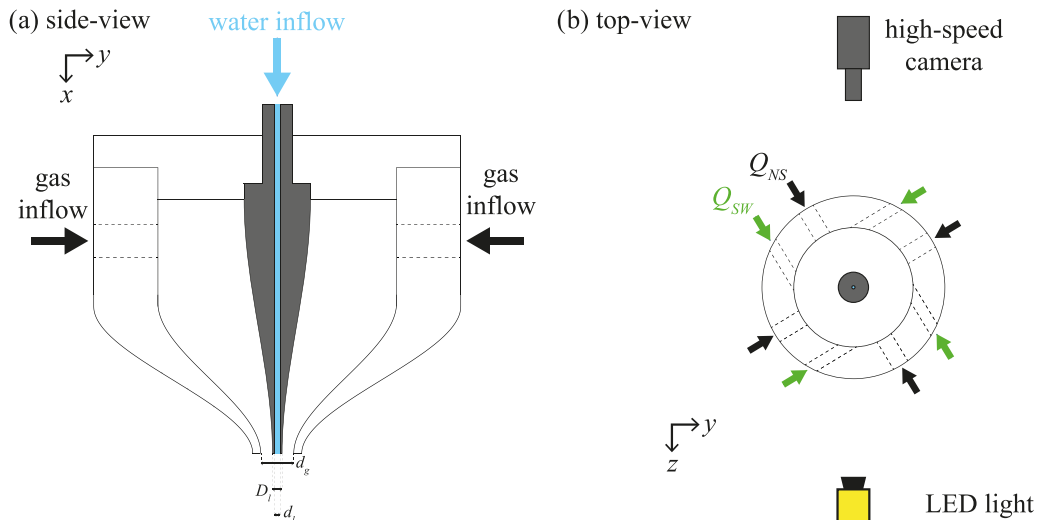 (a) side-view
water inflow
y
x
gas
inflow
gas
inflow
d_g
D_l
d_l
(b) top-view
high-speed
camera
Q_NS
Q_SW
y
z
LED light